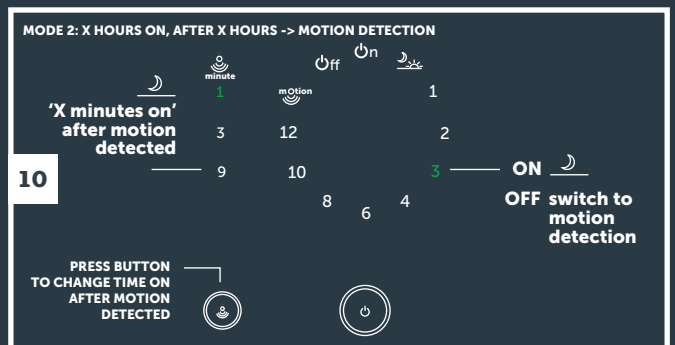 MODE 2: X HOURS ON, AFTER X HOURS -> MOTION DETECTION
Off
On
minute
1
motion
1
'X minutes on'
after motion
detected
3
12
2
9
10
3
ON
10
8
6
4
OFF switch to
motion
detection
PRESS BUTTON
TO CHANGE TIME ON
AFTER MOTION
DETECTED